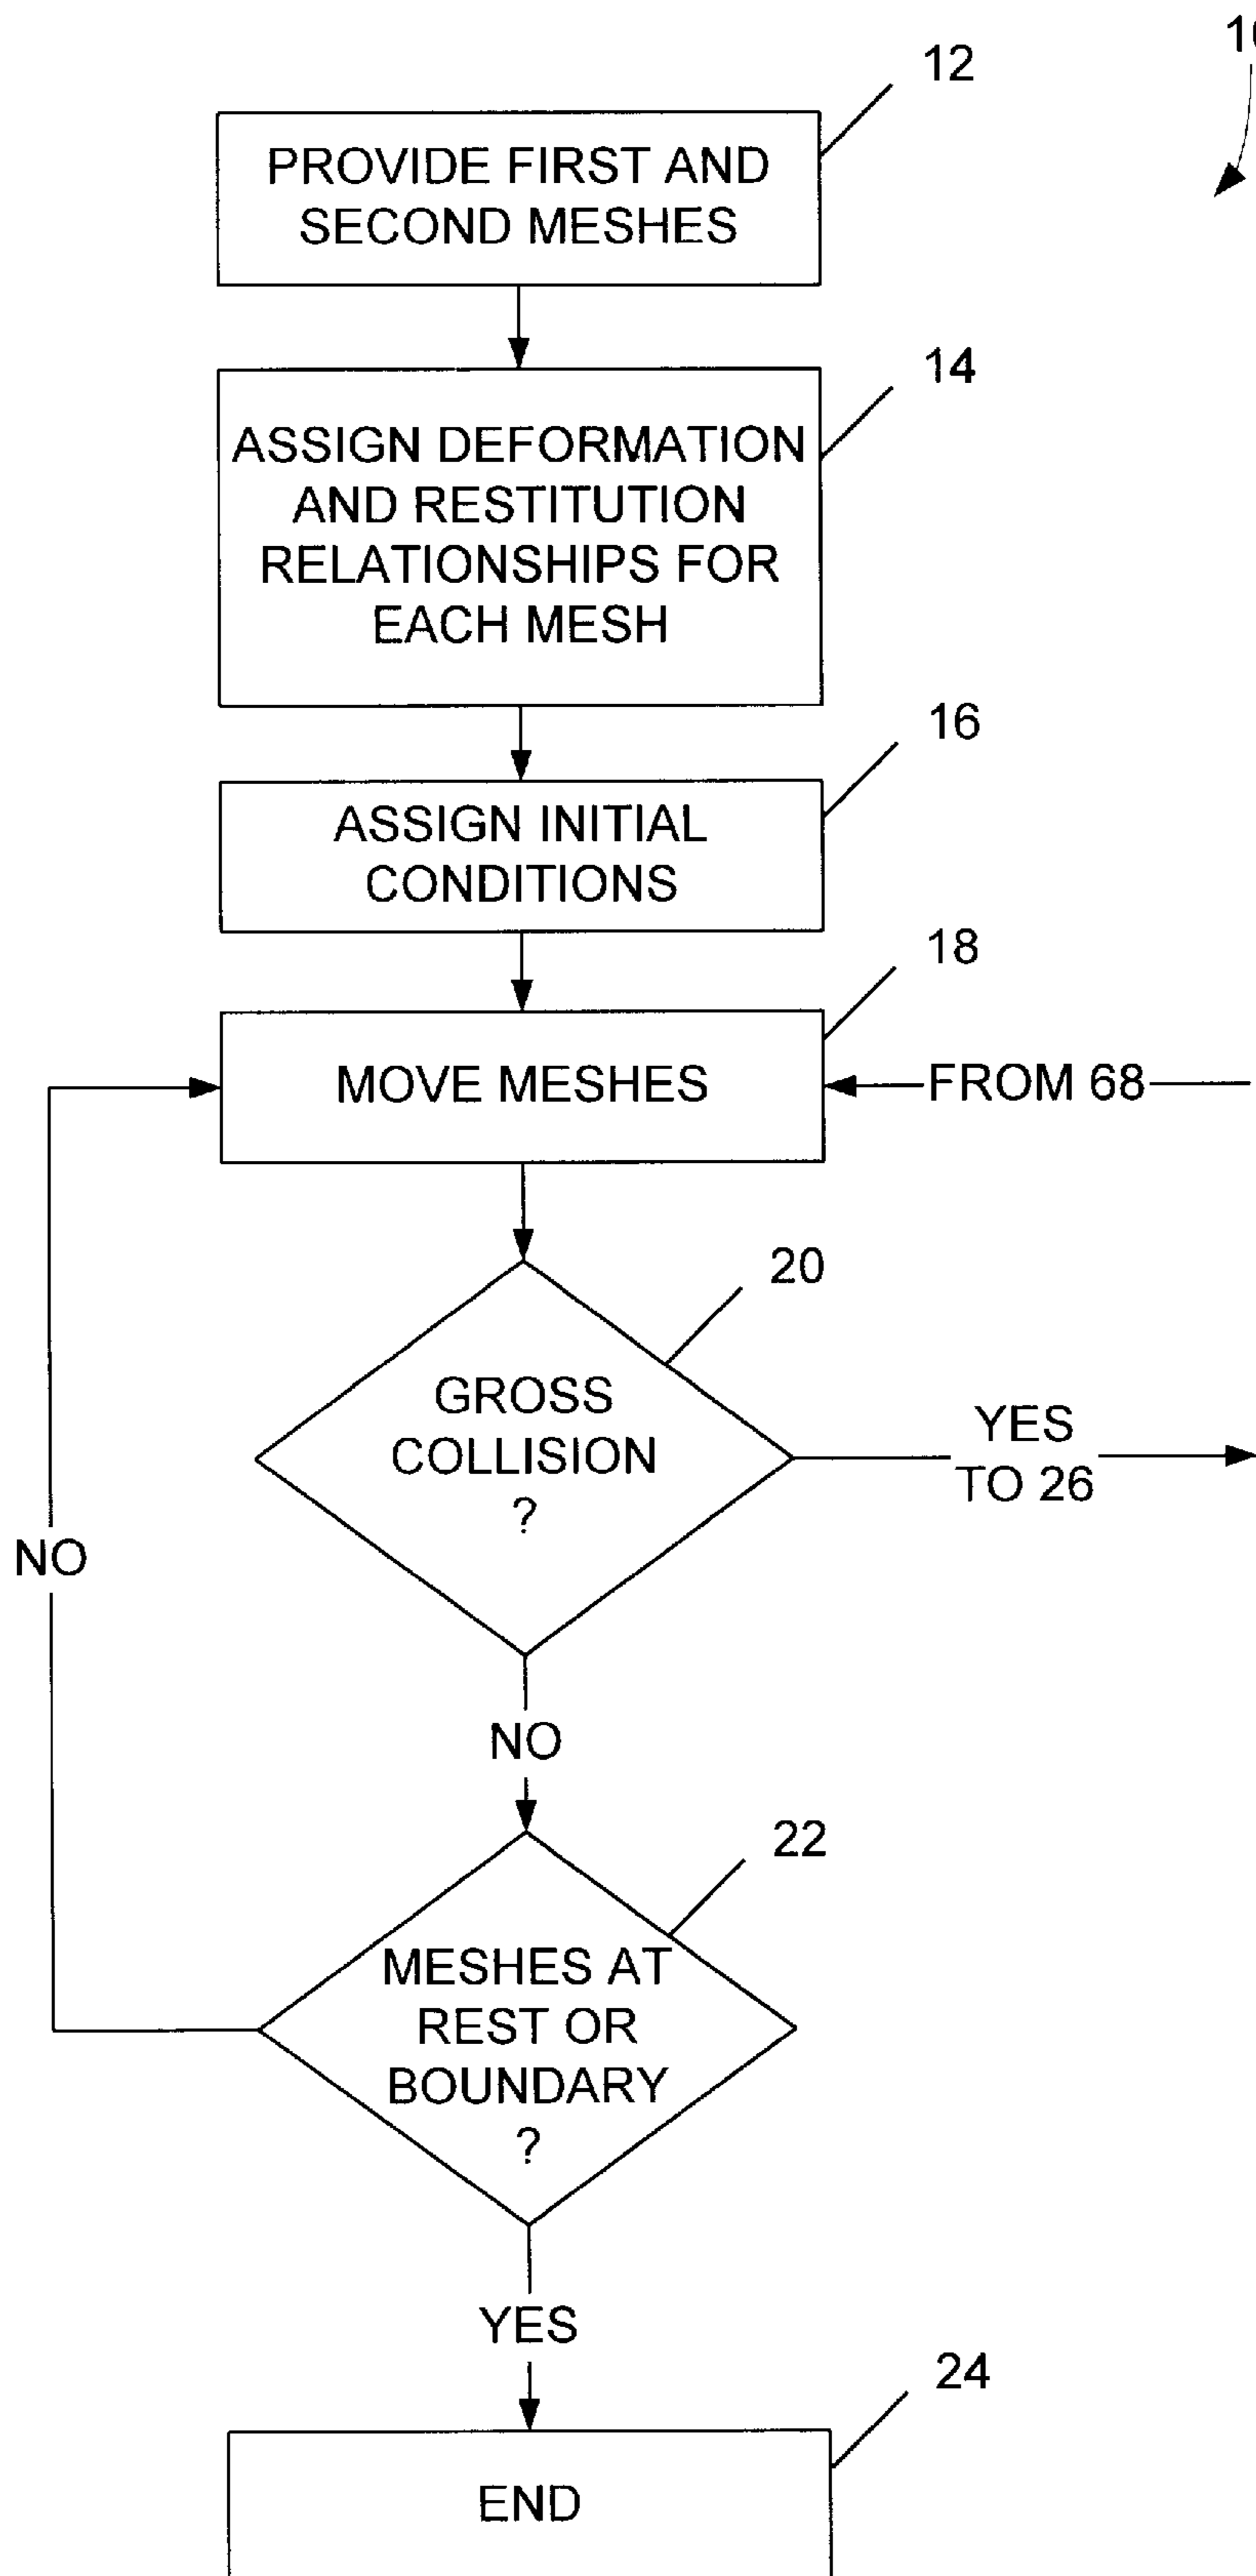 12
PROVIDE FIRST AND
SECOND MESHES
14
ASSIGN DEFORMATION
AND RESTITUTION
RELATIONSHIPS FOR
EACH MESH
16
ASSIGN INITIAL
CONDITIONS
18
MOVE MESHES
FROM 68
20
GROSS
COLLISION
?
YES
TO 26
NO
NO
22
MESHES AT
REST OR
BOUNDARY
?
YES
24
END